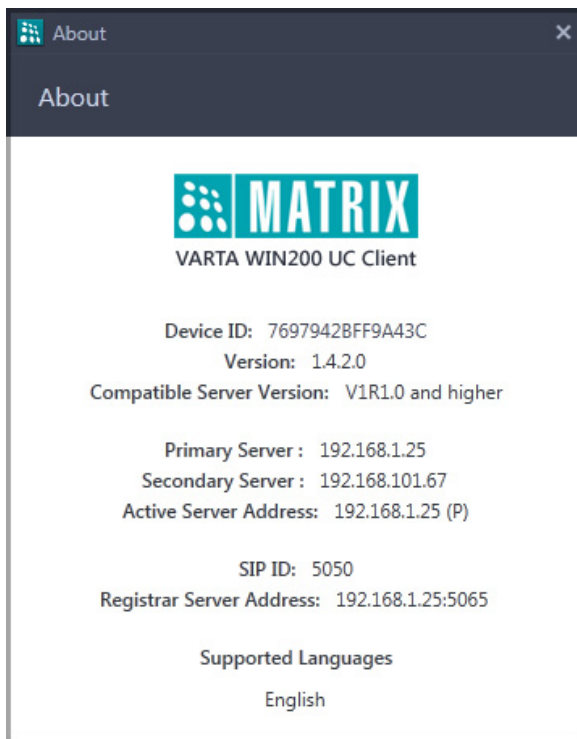 About
About
MATRIX
VARTA WIN200 UC Client
Device ID: 7697942BFF9A43C
Version: 1.4.2.0
Compatible Server Version: V1R1.0 and higher
Primary Server : 192.168.1.25
Secondary Server : 192.168.101.67
Active Server Address: 192.168.1.25 (P)
SIP ID: 5050
Registrar Server Address: 192.168.1.25:5065
Supported Languages
English